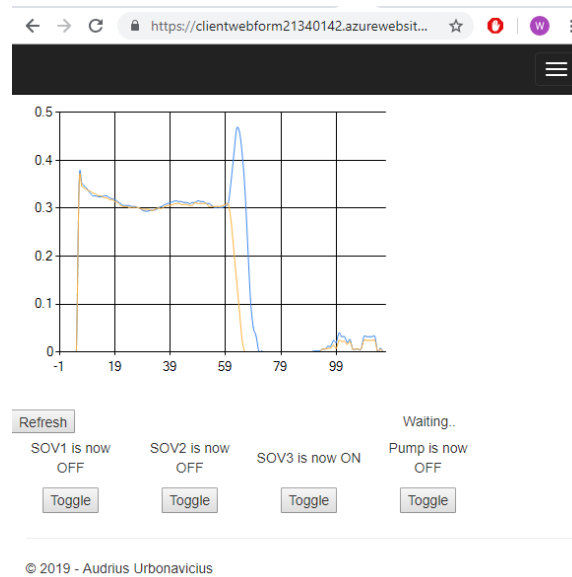 https://clientwebform21340142.azurewebsit...
W
0.5
0.4
0.3
0.2
0.1
0
-1 19 39 59 79 99
Refresh Waiting..
SOV1 is now OFF SOV2 is now OFF SOV3 is now ON Pump is now OFF
Toggle Toggle Toggle Toggle
© 2019 - Audrius Urbonavicius